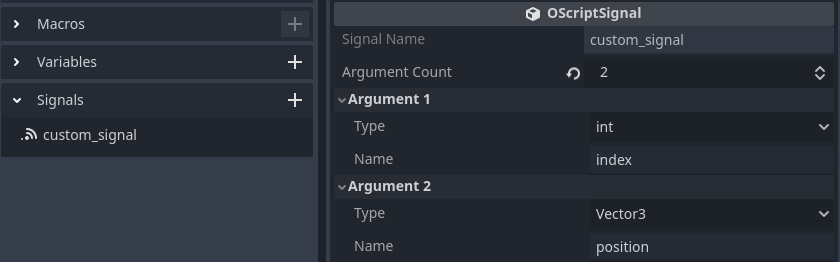 Macros
Variables
Signals
custom_signal
OScriptSignal
Signal Name custom_signal
Argument Count 2
Argument 1
Type int
Name index
Argument 2
Type Vector3
Name position